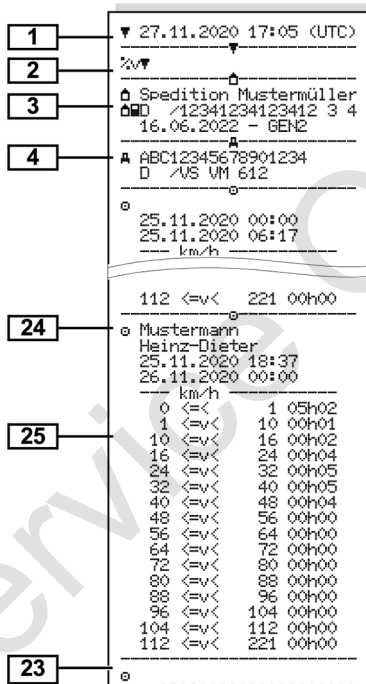 1 ▼ 27.11.2020 17:05 (UTC)
2 %v▼
3 Spedition Mustermüller
D /12341234123412 3 4
16.06.2022 - GEN2
4 A ABC12345678901234
D /VS VM 612
25.11.2020 00:00
25.11.2020 06:17
--- km/h ---
112 <=v< 221 00h00
24 Mustermann
Heinz-Dieter
25.11.2020 18:37
26.11.2020 00:00
--- km/h ---
0 <=< 1 05h02
1 <=v< 10 00h01
25 10 <=v< 16 00h02
16 <=v< 24 00h04
24 <=v< 32 00h05
32 <=v< 40 00h05
40 <=v< 48 00h04
48 <=v< 56 00h00
56 <=v< 64 00h00
64 <=v< 72 00h00
72 <=v< 80 00h00
80 <=v< 88 00h00
88 <=v< 96 00h00
96 <=v< 104 00h00
104 <=v< 112 00h00
112 <=v< 221 00h00
23